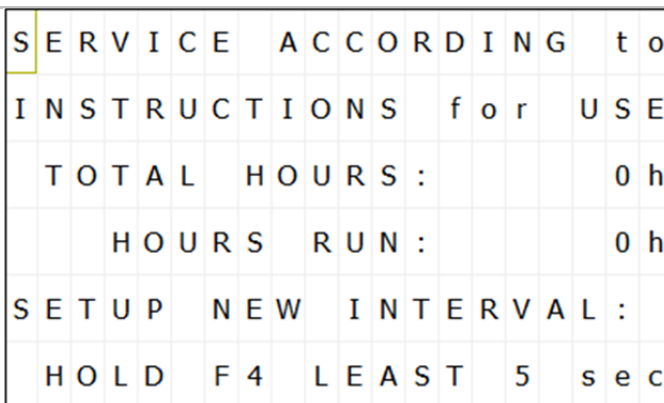 SERVICE ACCORDING to
INSTRUCTIONS for USE
TOTAL HOURS: 0h
HOURS RUN: 0h
SETUP NEW INTERVAL:
HOLD F4 LEAST 5 sec